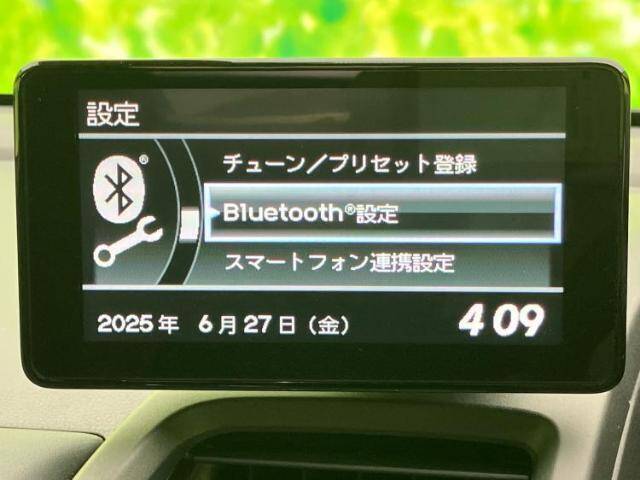 設定
チューン／プリセット登録
Bluetooth®設定
スマートフォン連携設定
2025年 6月27日（金） 4 09